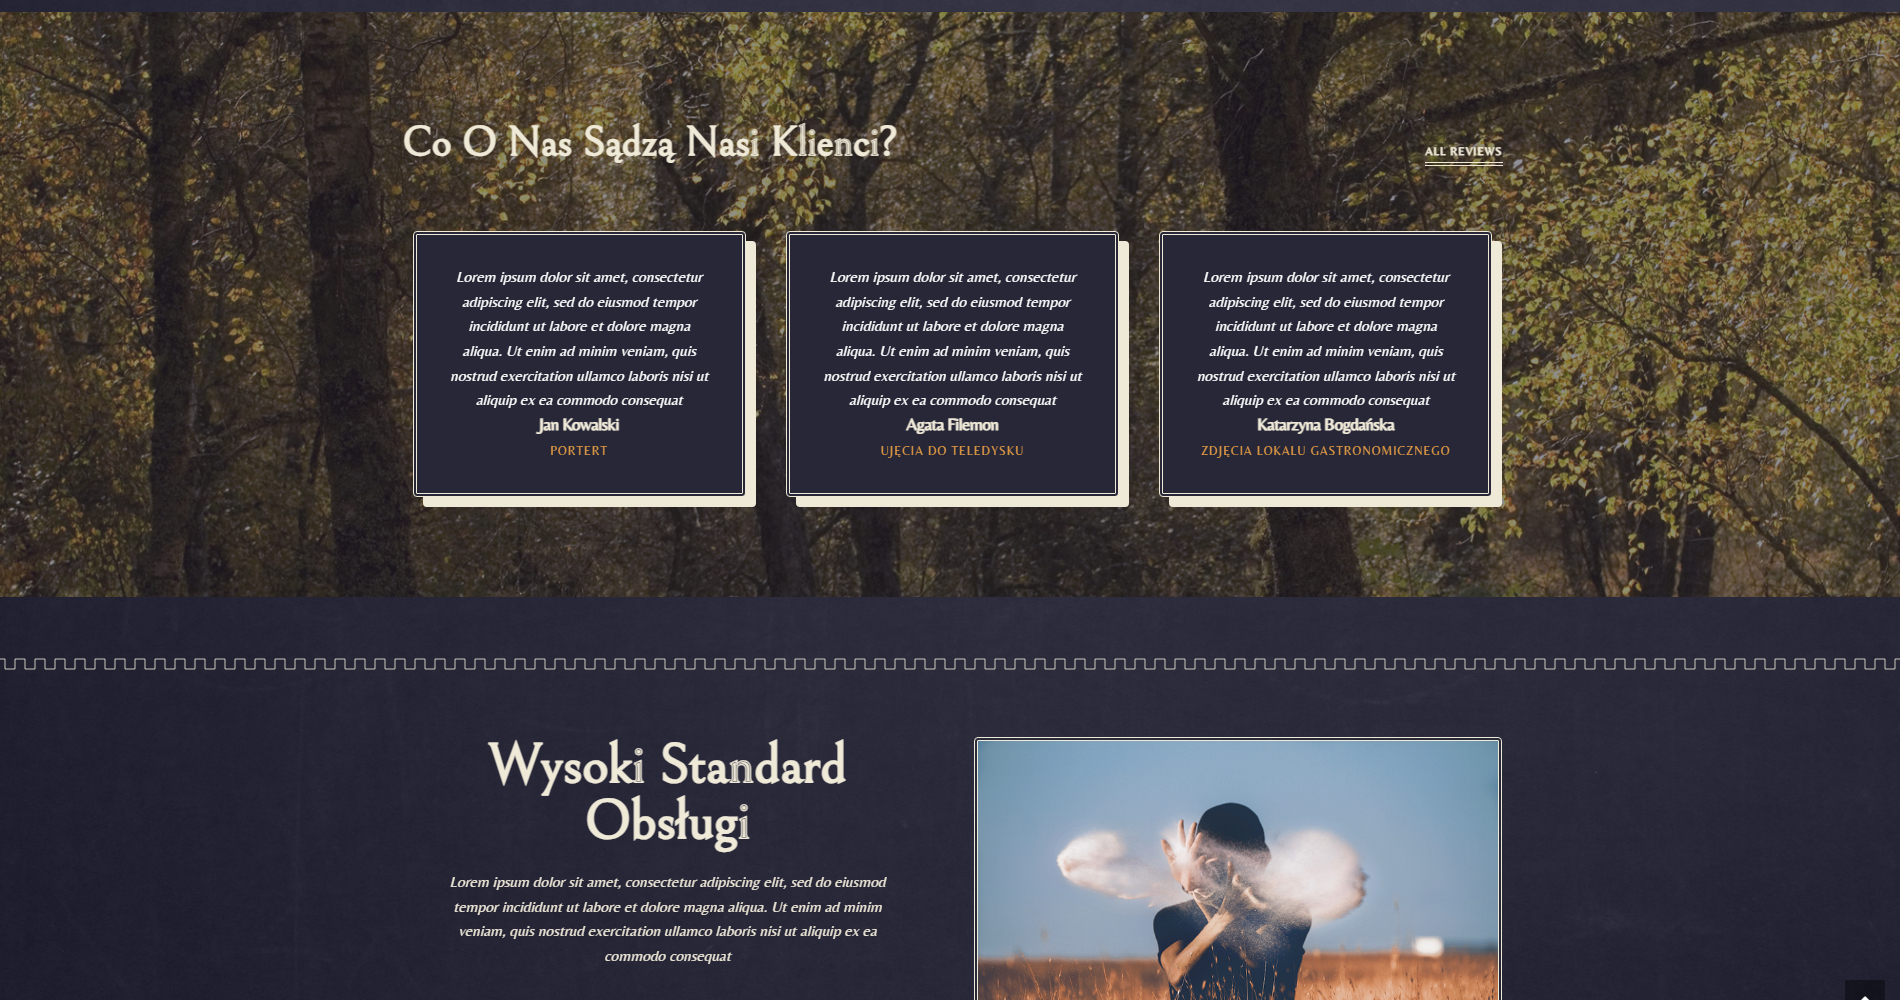 Co O Nas Sądzą Nasi Klienci?
ALL REVIEWS
Lorem ipsum dolor sit amet, consectetur
adipiscing elit, sed do eiusmod tempor
incididunt ut labore et dolore magna
aliqua. Ut enim ad minim veniam, quis
nostrud exercitation ullamco laboris nisi ut
aliquip ex ea commodo consequat
Jan Kowalski
PORTERT
Lorem ipsum dolor sit amet, consectetur
adipiscing elit, sed do eiusmod tempor
incididunt ut labore et dolore magna
aliqua. Ut enim ad minim veniam, quis
nostrud exercitation ullamco laboris nisi ut
aliquip ex ea commodo consequat
Agata Filemon
UJĘCIA DO TELEDYSKU
Lorem ipsum dolor sit amet, consectetur
adipiscing elit, sed do eiusmod tempor
incididunt ut labore et dolore magna
aliqua. Ut enim ad minim veniam, quis
nostrud exercitation ullamco laboris nisi ut
aliquip ex ea commodo consequat
Katarzyna Bogdańska
ZDJĘCIA LOKALU GASTRONOMICZNEGO
Wysoki Standard
Obsługi
Lorem ipsum dolor sit amet, consectetur adipiscing elit, sed do eiusmod
tempor incididunt ut labore et dolore magna aliqua. Ut enim ad minim
veniam, quis nostrud exercitation ullamco laboris nisi ut aliquip ex ea
commodo consequat